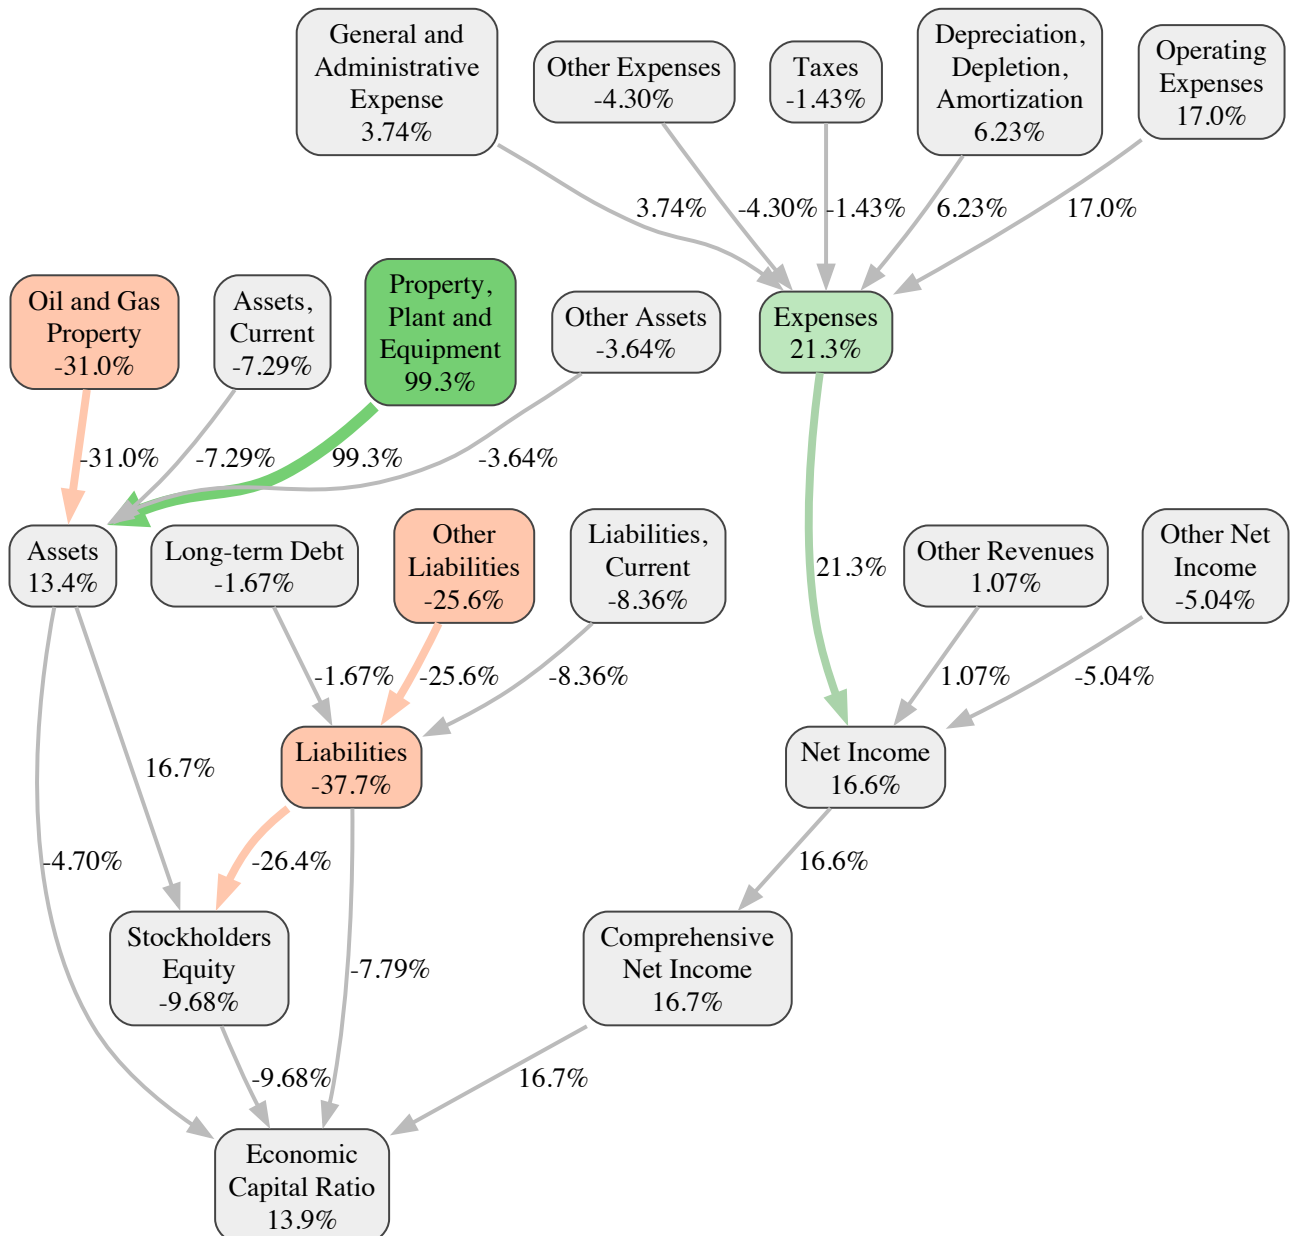 General and
Administrative
Expense
3.74%
Other Expenses
-4.30%
Taxes
-1.43%
Depreciation,
Depletion,
Amortization
6.23%
Operating
Expenses
17.0%
3.74%
-4.30%
-1.43%
6.23%
17.0%
Oil and Gas
Property
-31.0%
Assets,
Current
-7.29%
Property,
Plant and
Equipment
99.3%
Other Assets
-3.64%
Expenses
21.3%
-31.0%
-7.29%
99.3%
-3.64%
Assets
13.4%
Long-term Debt
-1.67%
Other
Liabilities
-25.6%
Liabilities,
Current
-8.36%
21.3%
Other Revenues
1.07%
Other Net
Income
-5.04%
-1.67%
-25.6%
-8.36%
1.07%
-5.04%
16.7%
Liabilities
-37.7%
Net Income
16.6%
-4.70%
-26.4%
16.6%
Stockholders
Equity
-9.68%
-7.79%
Comprehensive
Net Income
16.7%
-9.68%
16.7%
Economic
Capital Ratio
13.9%